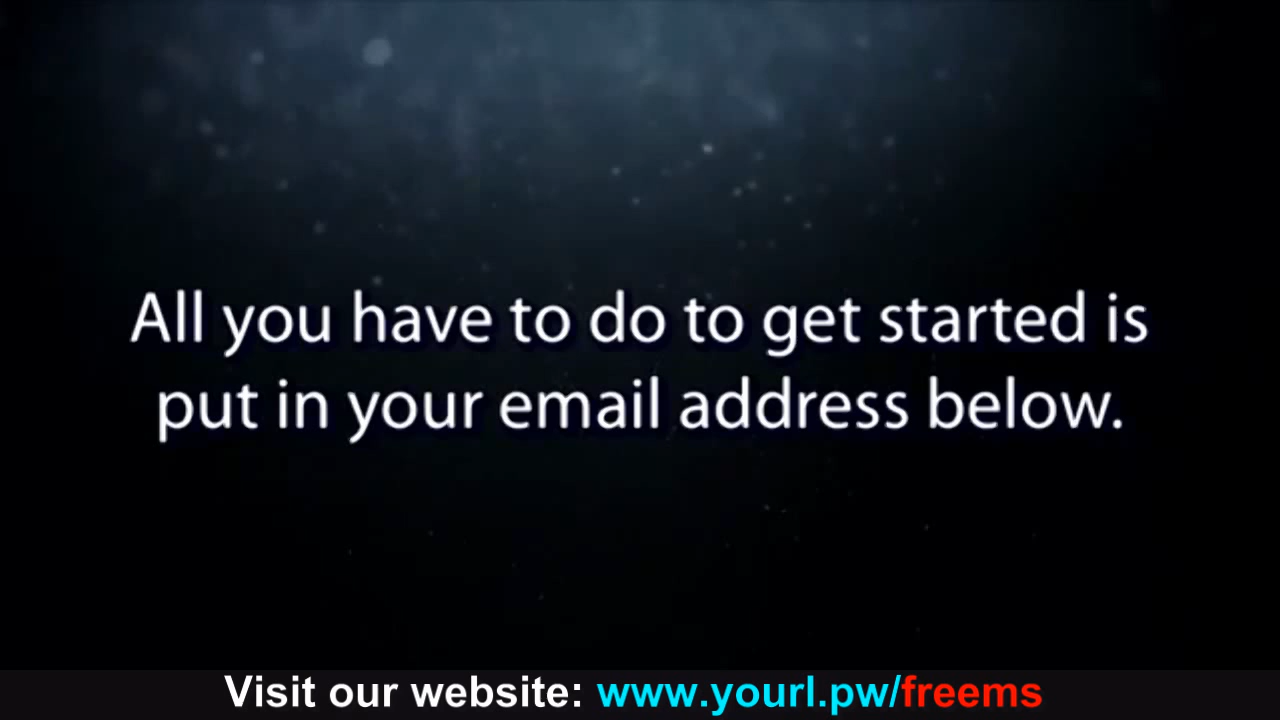 All you have to do to get started is
put in your email address below.
Visit our website: www.yourl.pw/freems